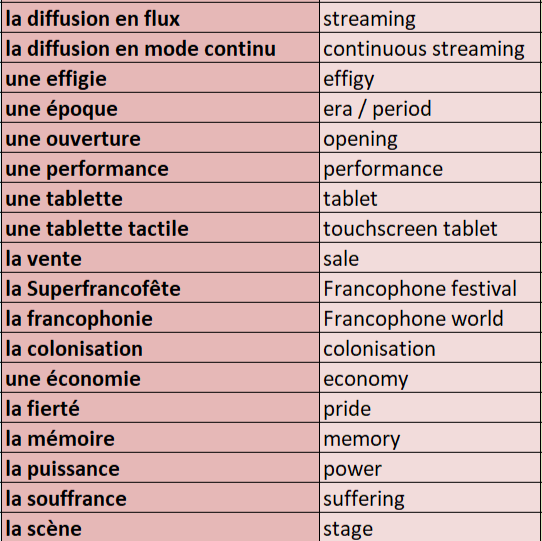 la diffusion en flux streaming
la diffusion en mode continu continuous streaming
une effigie effigy
une époque era / period
une ouverture opening
une performance performance
une tablette tablet
une tablette tactile touchscreen tablet
la vente sale
la Superfrancofête Francophone festival
la francophonie Francophone world
la colonisation colonisation
une économie economy
la fierté pride
la mémoire memory
la puissance power
la souffrance suffering
la scène stage